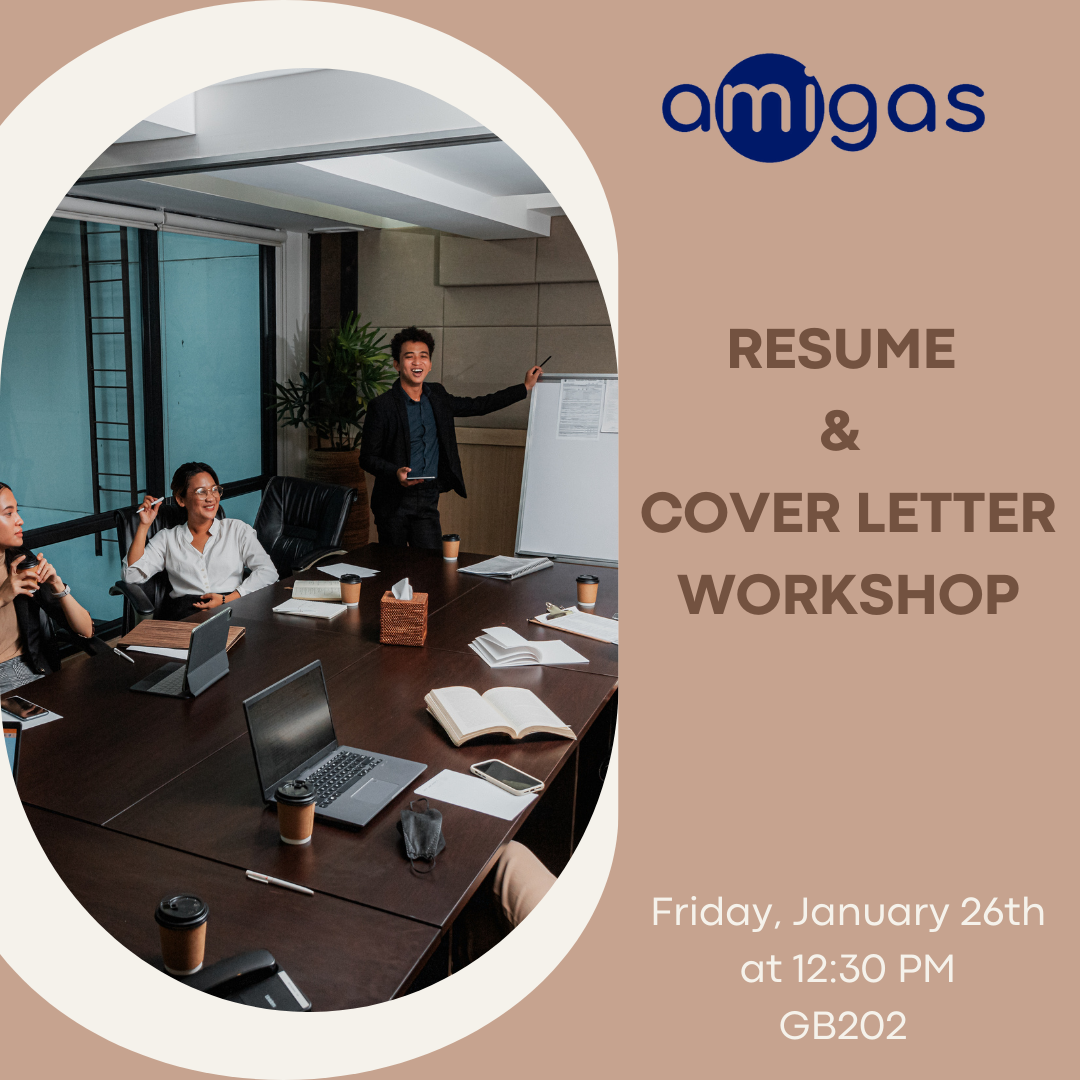 amigas
RESUME
&
COVER LETTER
WORKSHOP
Friday, January 26th
at 12:30 PM
GB202